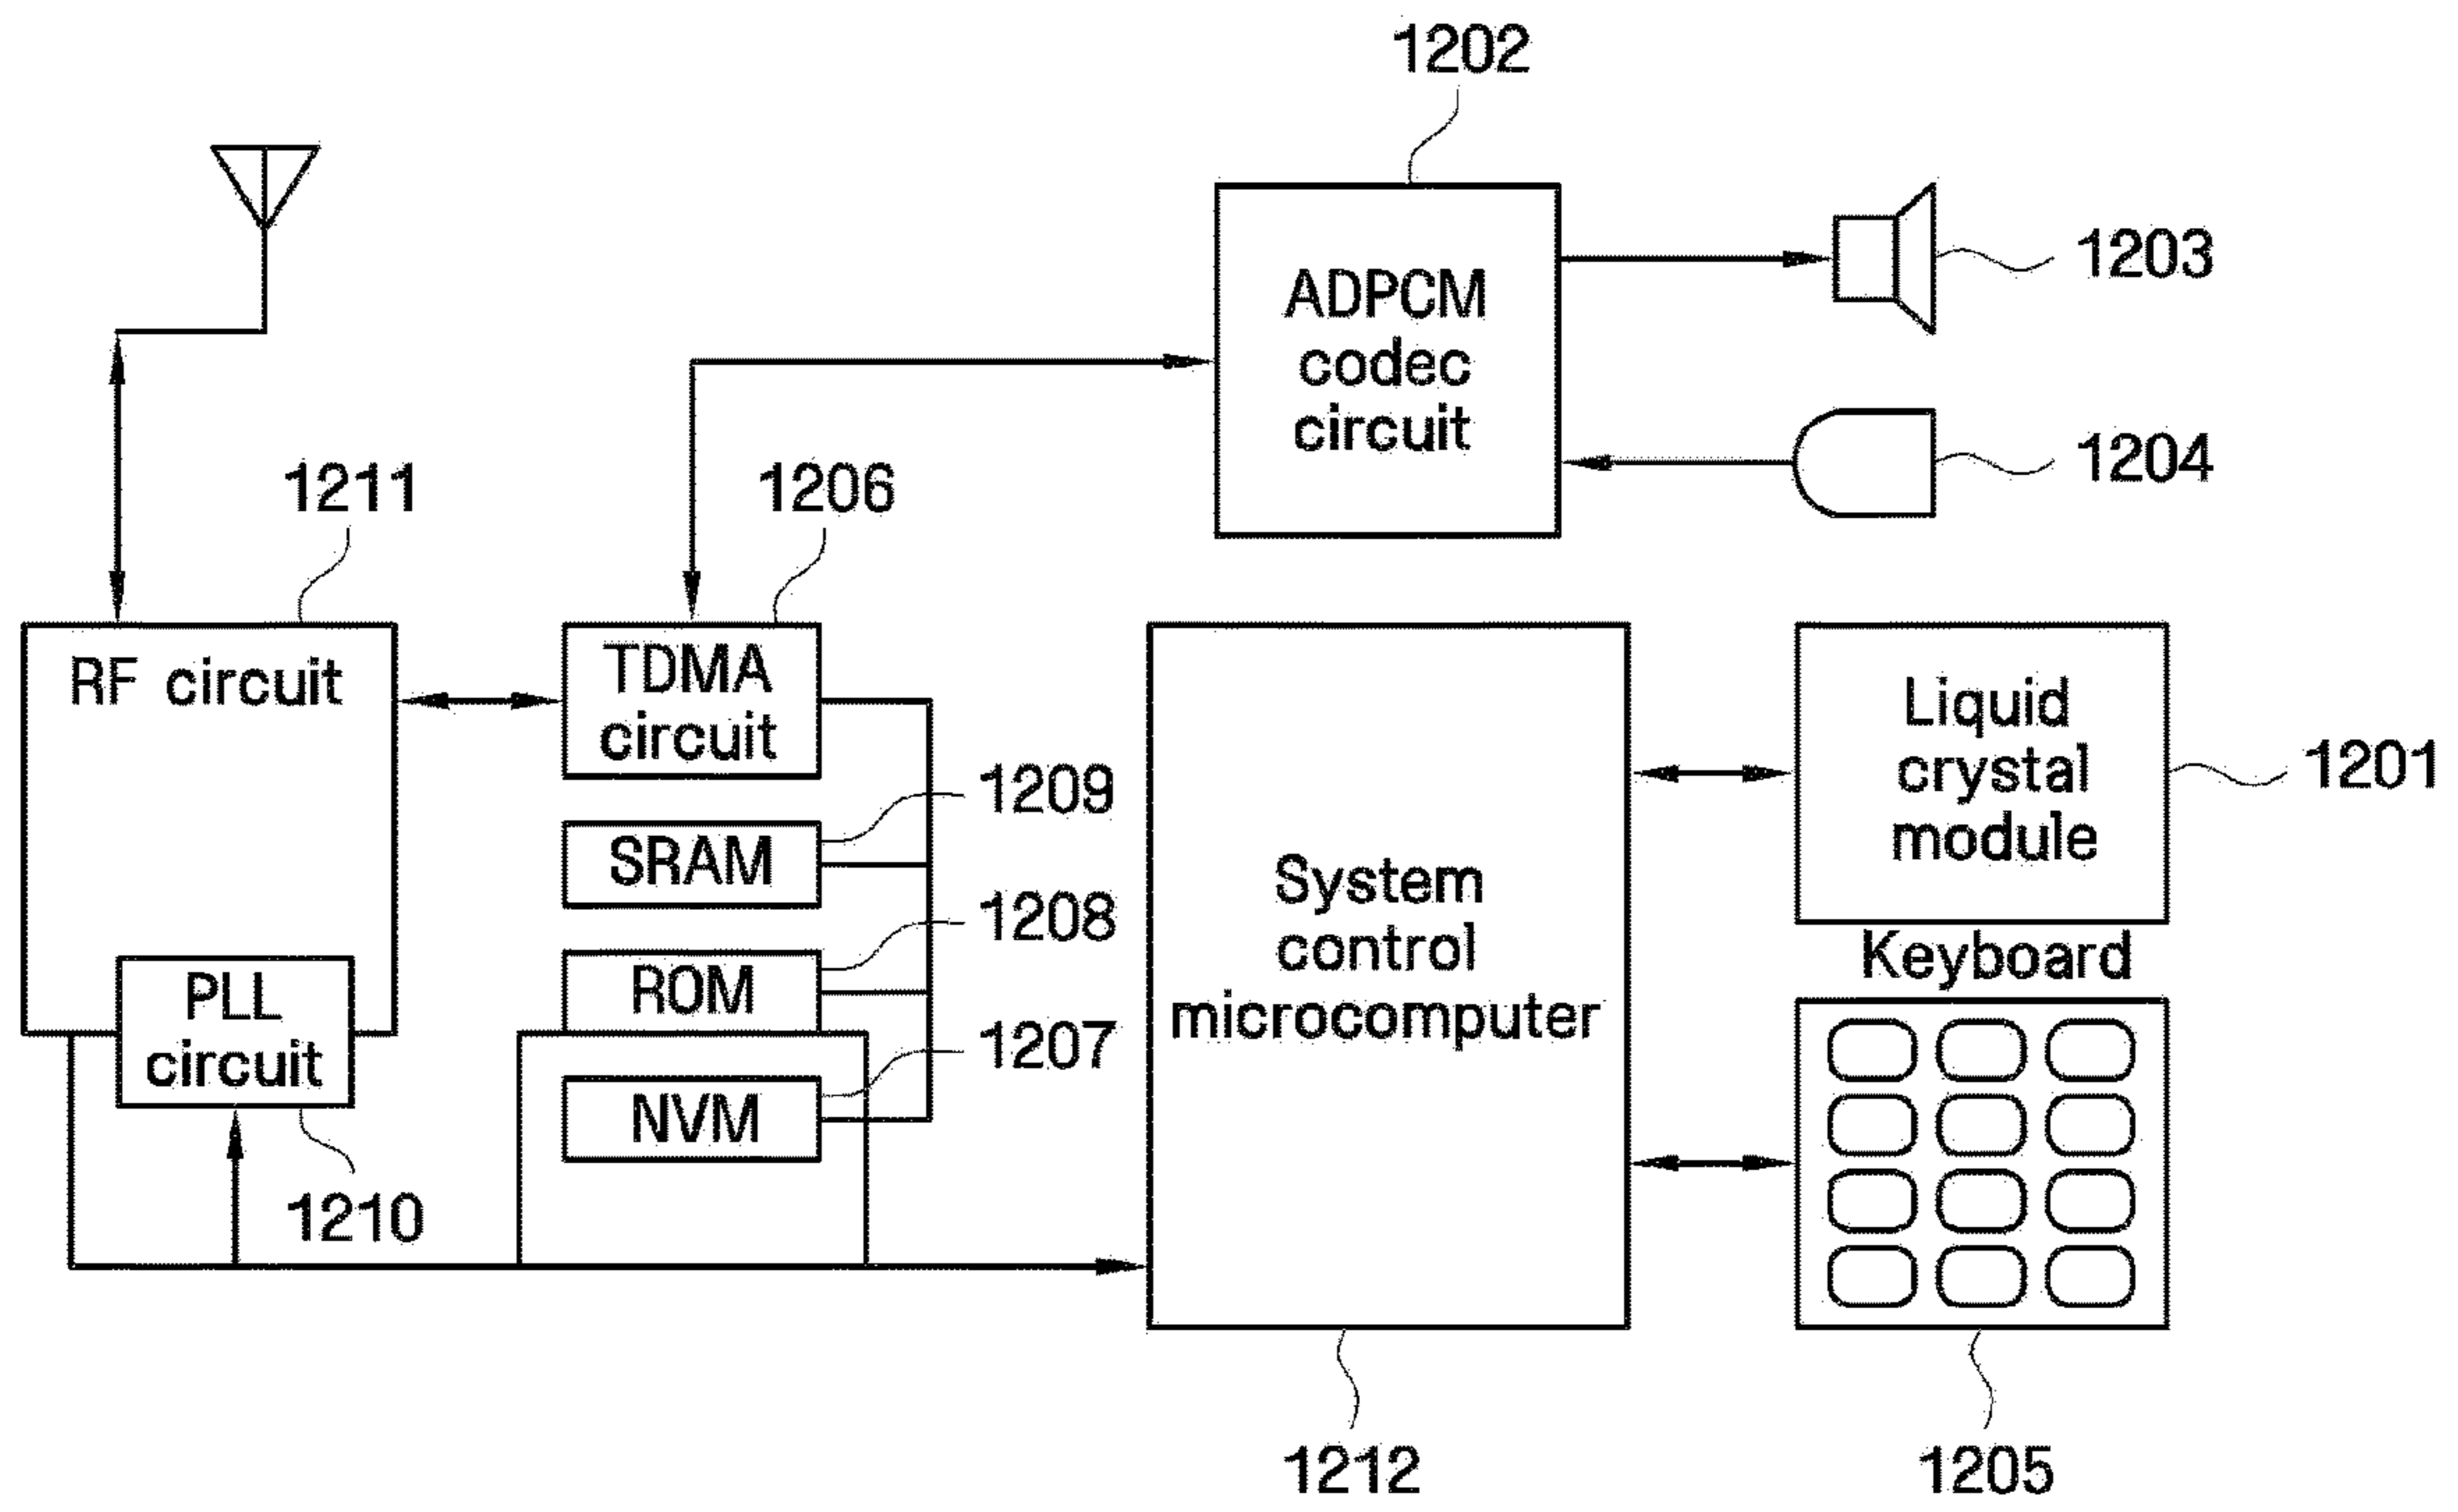 1202
1203
ADPCM
codec
circuit
1204
1211
1206
RF circuit
TDMA
circuit
Liquid
crystal
module
1201
1209
SRAM
System
control
microcomputer
1208
ROM
Keyboard
PLL
circuit
1207
NVM
1210
1212
1205